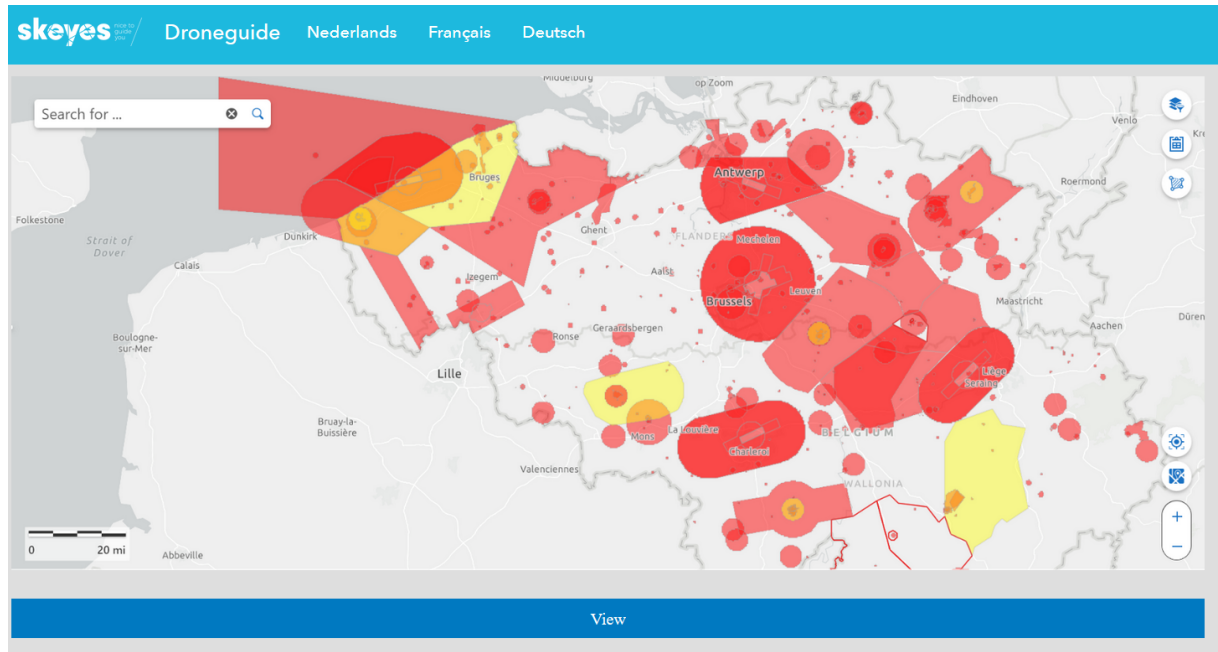 skeyes nice to guide you Droneguide Nederlands Français Deutsch
Search for ...
Middelburg
op Zoom
Eindhoven
Venlo
Bruges
Antwerp
Roermond
Folkestone
Strait of
Dover
Dunkirk
Ghent
FLANDERS
Mechelen
Calais
Izegem
Aalst
Leuven
Brussels
Maastricht
Boulogne-
sur-Mer
Geraardsbergen
Ronse
Aachen
Düren
Lille
Liège
Seraing
Bruay-la-
Buissière
Mons
La Louvière
BELGIUM
Charleroi
Valenciennes
WALLONIA
0 20 mi
Abbeville
+
−
View